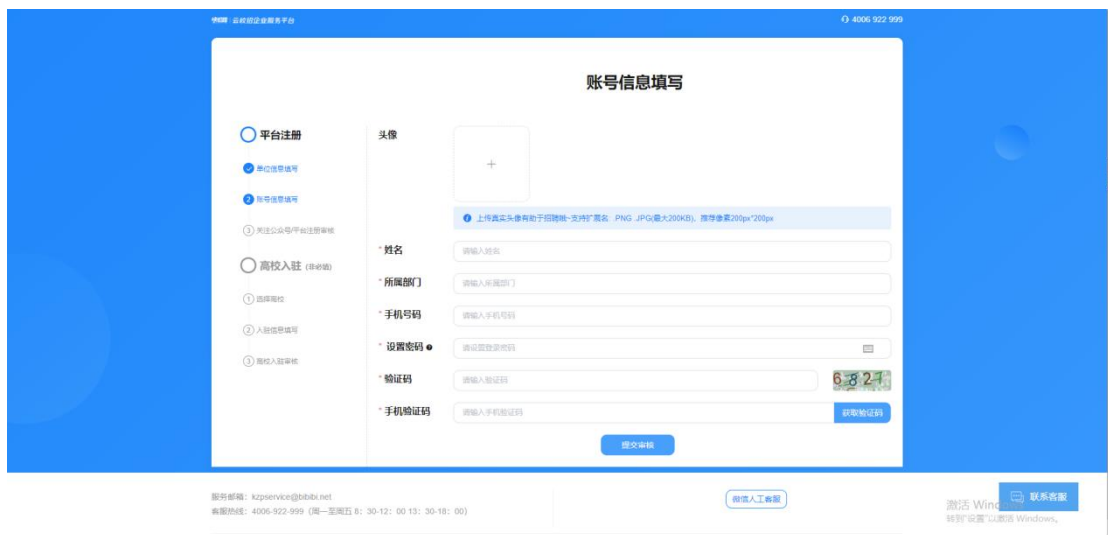 云校招企业服务平台
4006 922 999
账号信息填写
平台注册
单位信息填写
2 账号信息填写
3 关注公众号/平台注册审核
高校入驻 (非必填)
1 选择高校
2 入驻信息填写
3 高校入驻审核
头像
+
上传真实头像有助于招聘哦~支持扩展名:.PNG .JPG(最大200KB)、推荐像素200px*200px
*姓名
请输入姓名
*所属部门
请输入所属部门
*手机号码
请输入手机号码
*设置密码
请设置登录密码
*验证码
请输入验证码
6827
*手机验证码
请输入手机验证码
获取验证码
提交审核
服务邮箱：kzpservice@bibibi.net
客服热线：4006-922-999（周一至周五 8：30-12：00 13：30-18：00）
微信人工客服
联系客服
激活 Windows
转到"设置"以激活 Windows。